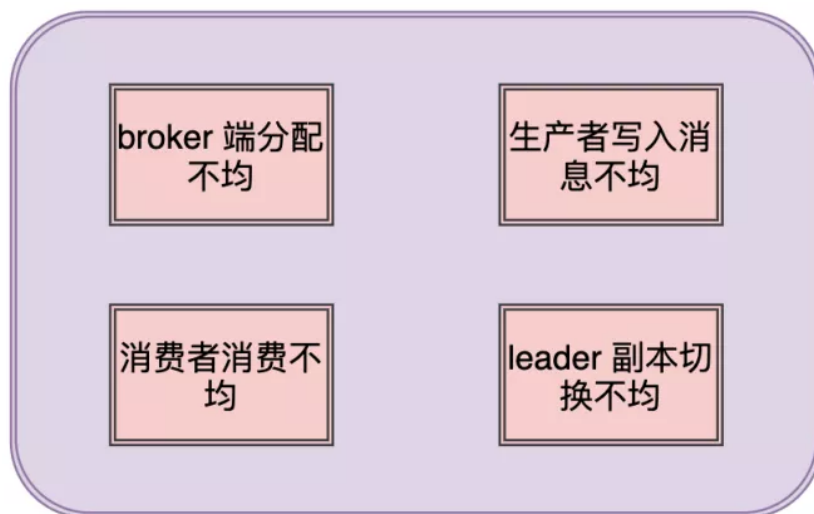 broker 端分配
不均
生产者写入消
息不均
消费者消费不
均
leader 副本切
换不均